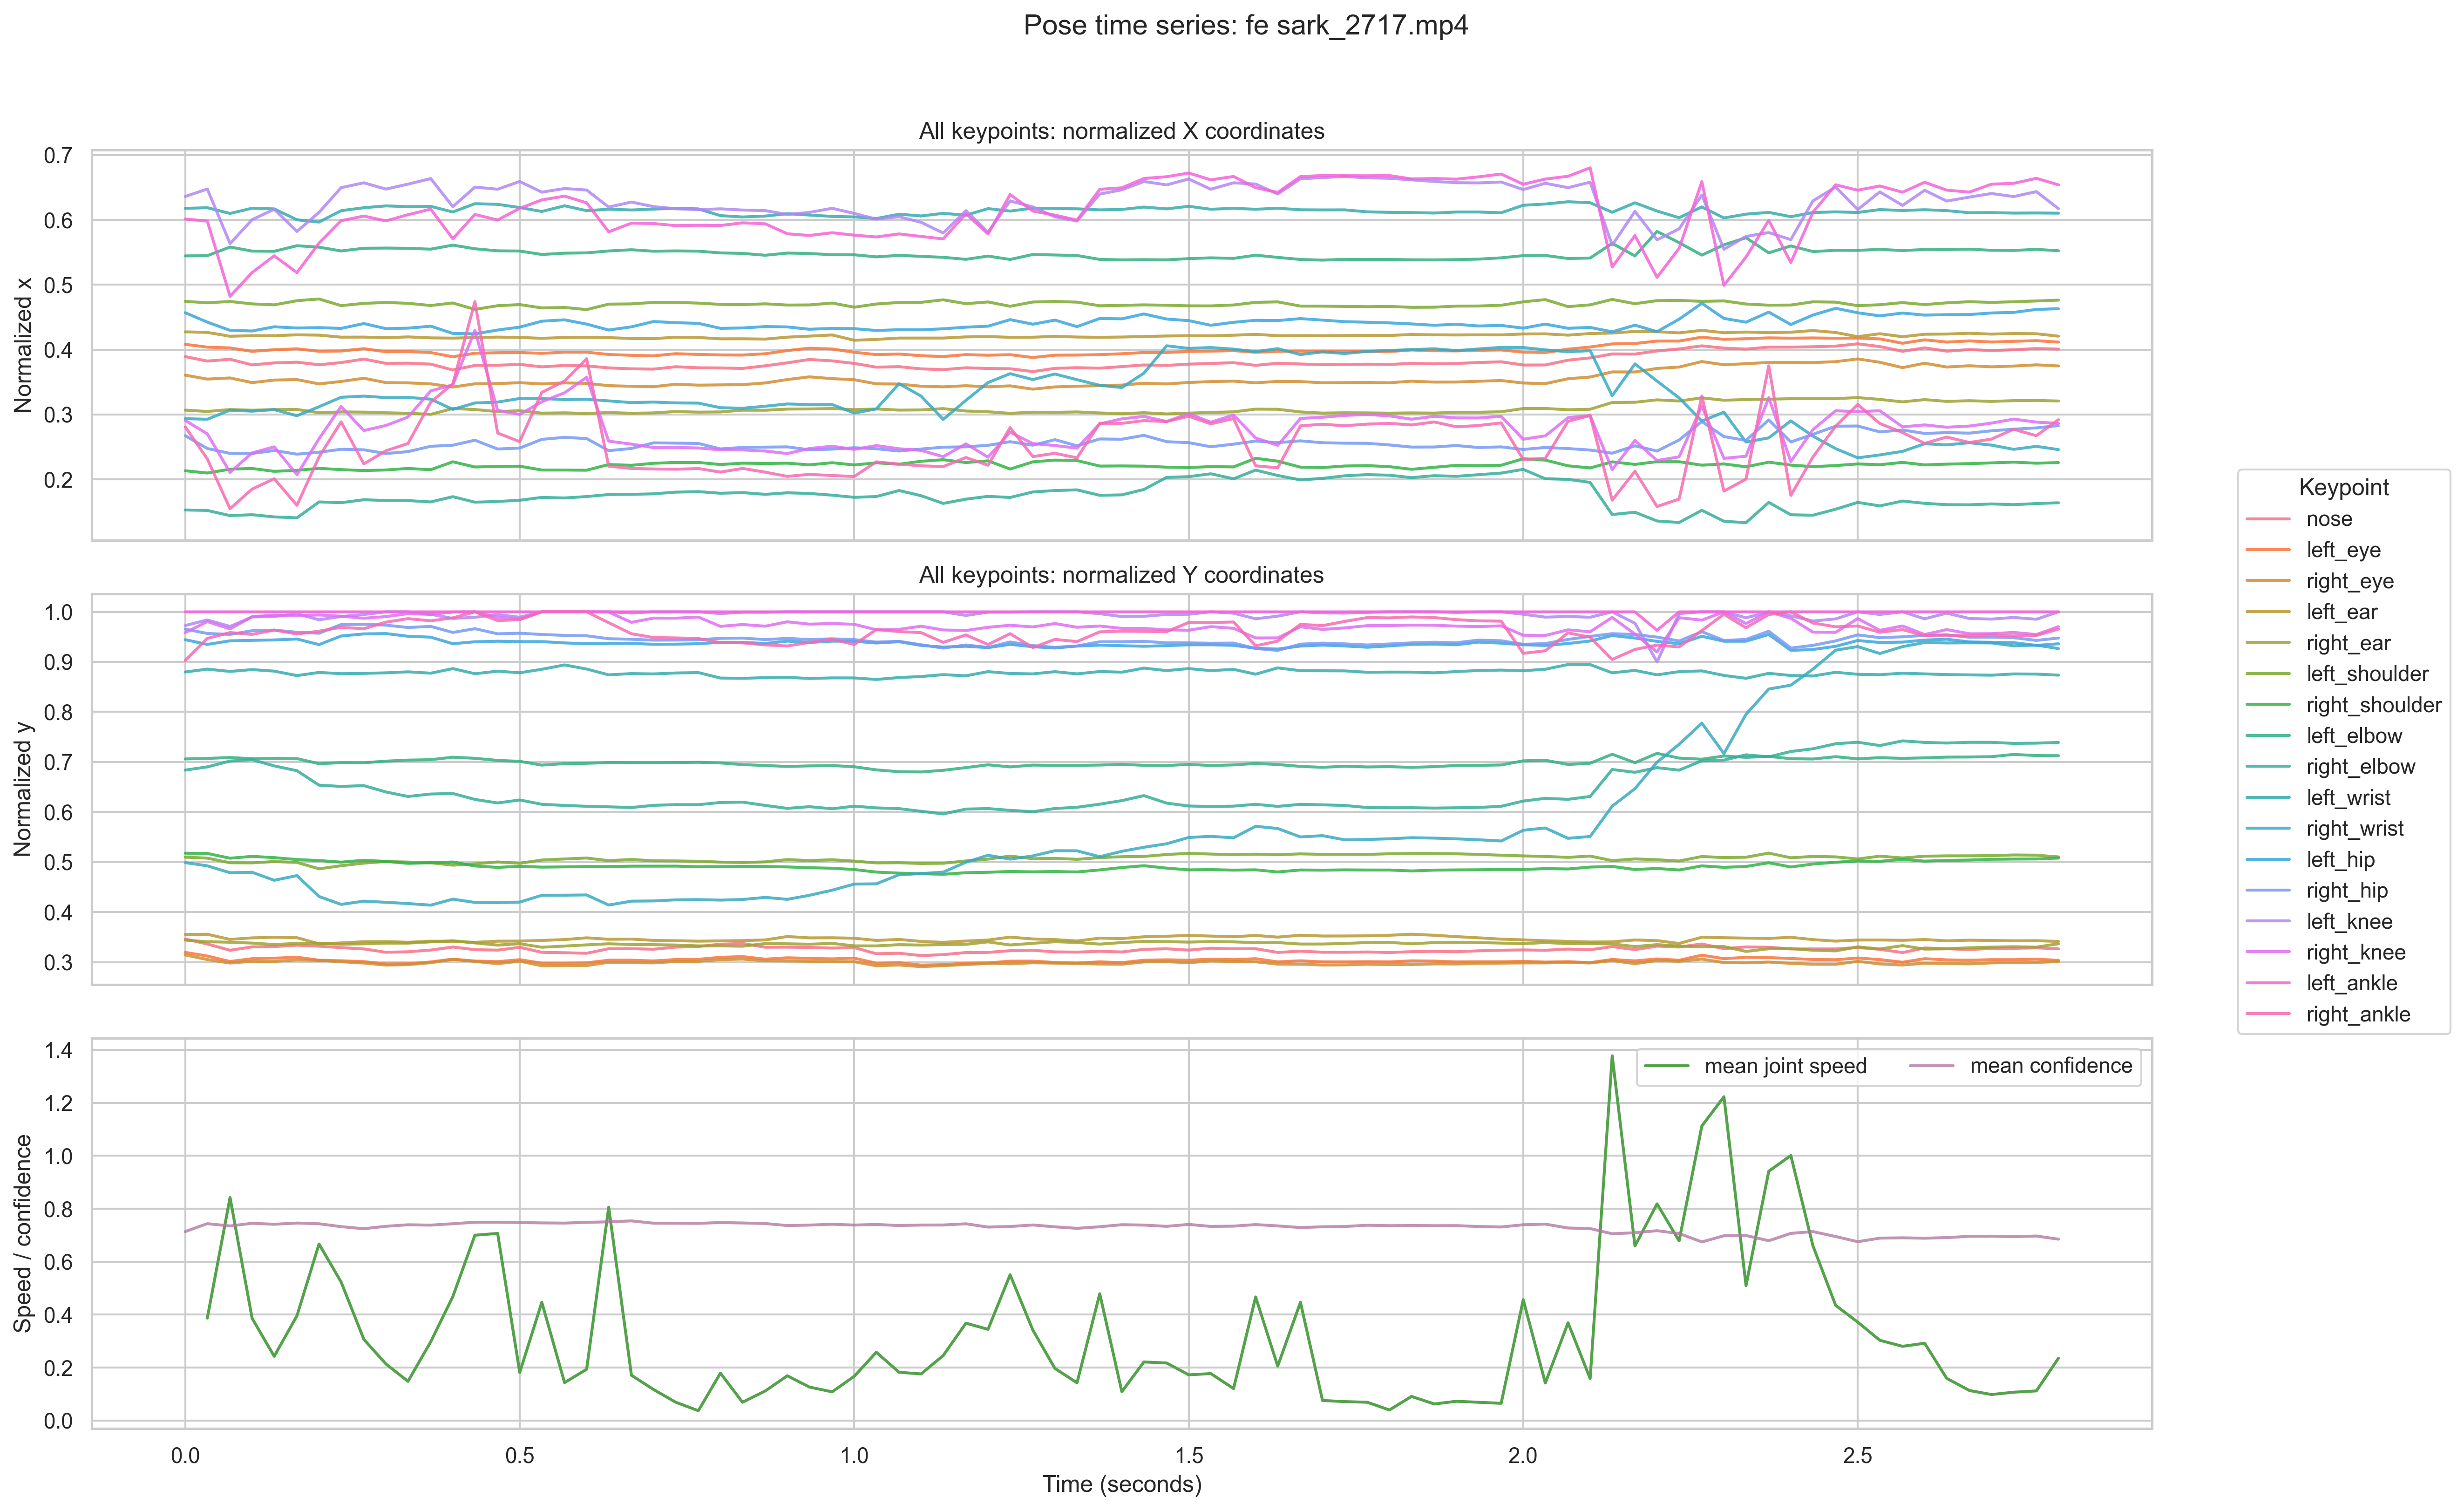 Pose time series: fe sark_2717.mp4
All keypoints: normalized X coordinates
Normalized x
0.7
0.6
0.5
0.4
0.3
0.2
All keypoints: normalized Y coordinates
Normalized y
1.0
0.9
0.8
0.7
0.6
0.5
0.4
0.3
Keypoint
nose
left_eye
right_eye
left_ear
right_ear
left_shoulder
right_shoulder
left_elbow
right_elbow
left_wrist
right_wrist
left_hip
right_hip
left_knee
right_knee
left_ankle
right_ankle
Speed / confidence
1.4
1.2
1.0
0.8
0.6
0.4
0.2
0.0
mean joint speed mean confidence
0.0 0.5 1.0 1.5 2.0 2.5
Time (seconds)